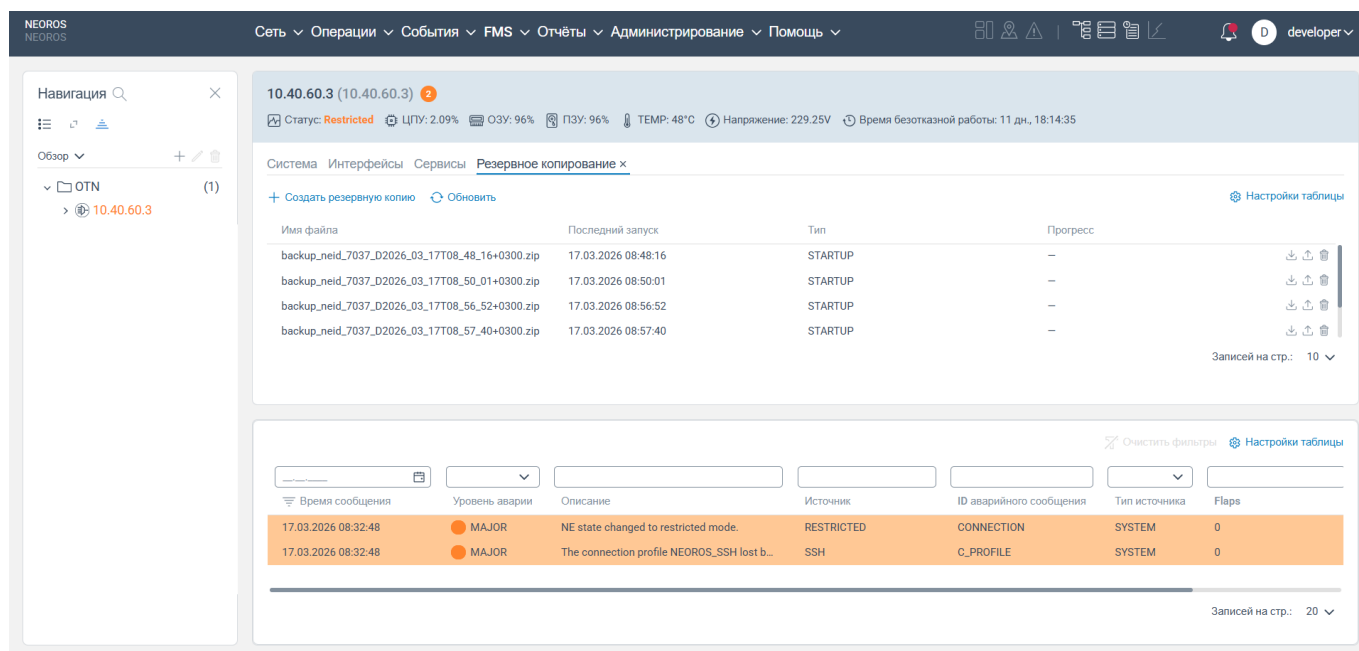 NEOROS
NEOROS
Сеть Операции События FMS Отчёты Администрирование Помощь
D developer
Навигация
Обзор
OTN (1)
10.40.60.3
10.40.60.3 (10.40.60.3) 2
Статус: Restricted ЦПУ: 2.09% ОЗУ: 96% ПЗУ: 96% TEMP: 48°C Напряжение: 229.25V Время безотказной работы: 11 дн., 18:14:35
Система Интерфейсы Сервисы Резервное копирование ×
+ Создать резервную копию Обновить Настройки таблицы
Имя файла Последний запуск Тип Прогресс
backup_neid_7037_D2026_03_17T08_48_16+0300.zip 17.03.2026 08:48:16 STARTUP –
backup_neid_7037_D2026_03_17T08_50_01+0300.zip 17.03.2026 08:50:01 STARTUP –
backup_neid_7037_D2026_03_17T08_56_52+0300.zip 17.03.2026 08:56:52 STARTUP –
backup_neid_7037_D2026_03_17T08_57_40+0300.zip 17.03.2026 08:57:40 STARTUP –
Записей на стр.: 10
Очистить фильтры Настройки таблицы
__.__.____
Время сообщения Уровень аварии Описание Источник ID аварийного сообщения Тип источника Flaps
17.03.2026 08:32:48 MAJOR NE state changed to restricted mode. RESTRICTED CONNECTION SYSTEM 0
17.03.2026 08:32:48 MAJOR The connection profile NEOROS_SSH lost b... SSH C_PROFILE SYSTEM 0
Записей на стр.: 20